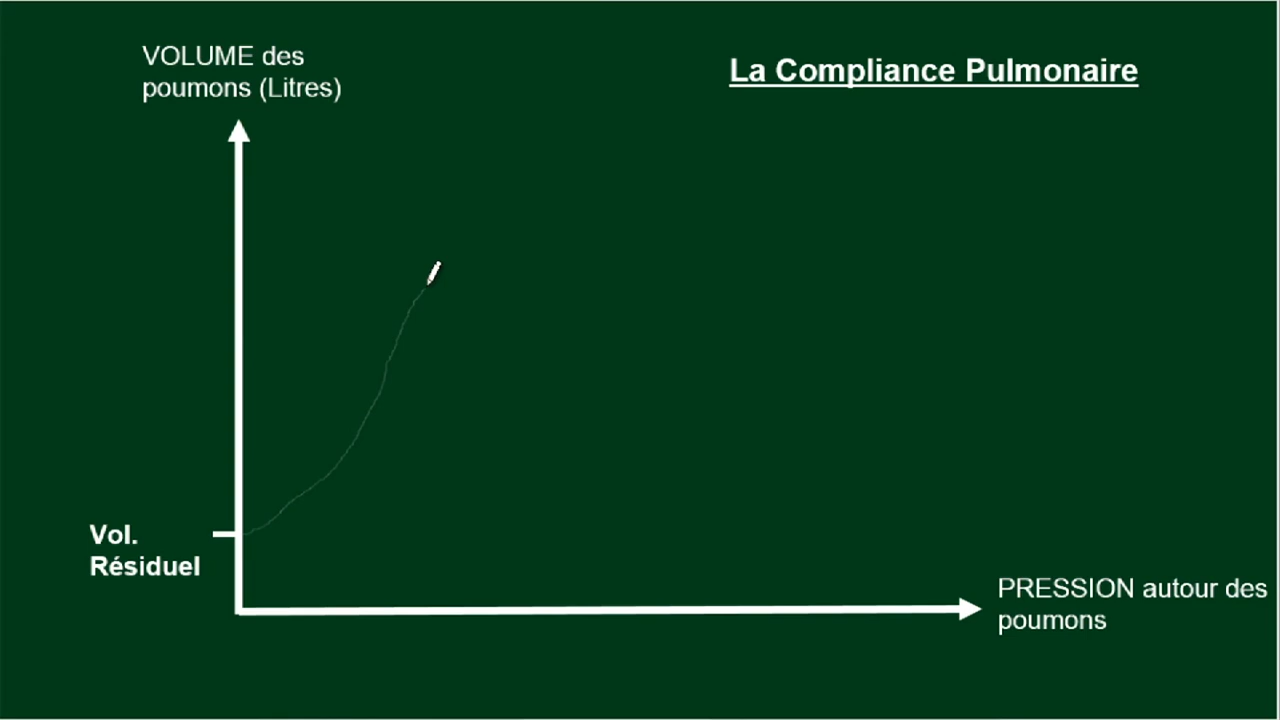 VOLUME des
poumons (Litres)
La Compliance Pulmonaire
Vol.
Résiduel
PRESSION autour des
poumons